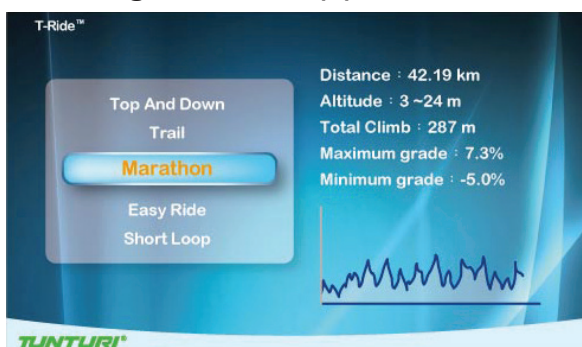 T-Ride™
Top And Down
Trail
Marathon
Easy Ride
Short Loop
Distance : 42.19 km
Altitude : 3 ~24 m
Total Climb : 287 m
Maximum grade : 7.3%
Minimum grade : -5.0%
TUNTURI®